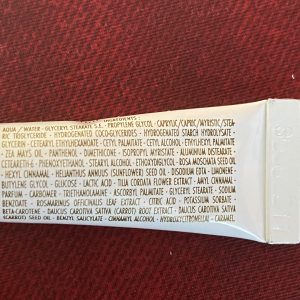 INGREDIENTS
AQUA / WATER - GLYCERYL STEARATE S.E. - PROPYLENE GLYCOL - CAPRYLIC/CAPRIC/MYRISTIC/STEA-
RIC TRIGLYCERIDE - HYDROGENATED COCO-GLYCERIDES - HYDROGENATED STARCH HYDROLYSATE
- GLYCERIN - CETEARYL ETHYLHEXANOATE - CETYL PALMITATE - CETYL ALCOHOL - ETHYLHEXYL PALMITATE
- ZEA MAYS OIL - PANTHENOL - DIMETHICONE - ISOPROPYL MYRISTATE - ALUMINIUM DISTEARATE -
CETEARETH-6 - PHENOXYETHANOL - STEARYL ALCOHOL - ETHOXYDIGLYCOL - ROSA MOSCHATA SEED OIL
- HEXYL CINNAMAL - HELIANTHUS ANNUUS (SUNFLOWER) SEED OIL - DISODIUM EDTA - LIMONENE -
BUTYLENE GLYCOL - GLUCOSE - LACTIC ACID - TILIA CORDATA FLOWER EXTRACT - AMYL CINNAMAL
- PARFUM - TRIETHANOLAMINE - ASCORBYL PALMITATE - GLYCERYL STEARATE - SODIUM
BENZOATE - ROSMARINUS OFFICINALIS LEAF EXTRACT - CITRIC ACID - POTASSIUM SORBATE -
BETA-CAROTENE - DAUCUS CAROTIVA SATIVA (CARROT) ROOT EXTRACT - DAUCUS CAROTIVA SATIVA
(CARROTS) SEED OIL - BENZYL SALICYLATE - CINNAMYL ALCOHOL - HYDROXYCITRONELLAL - CARAMEL.